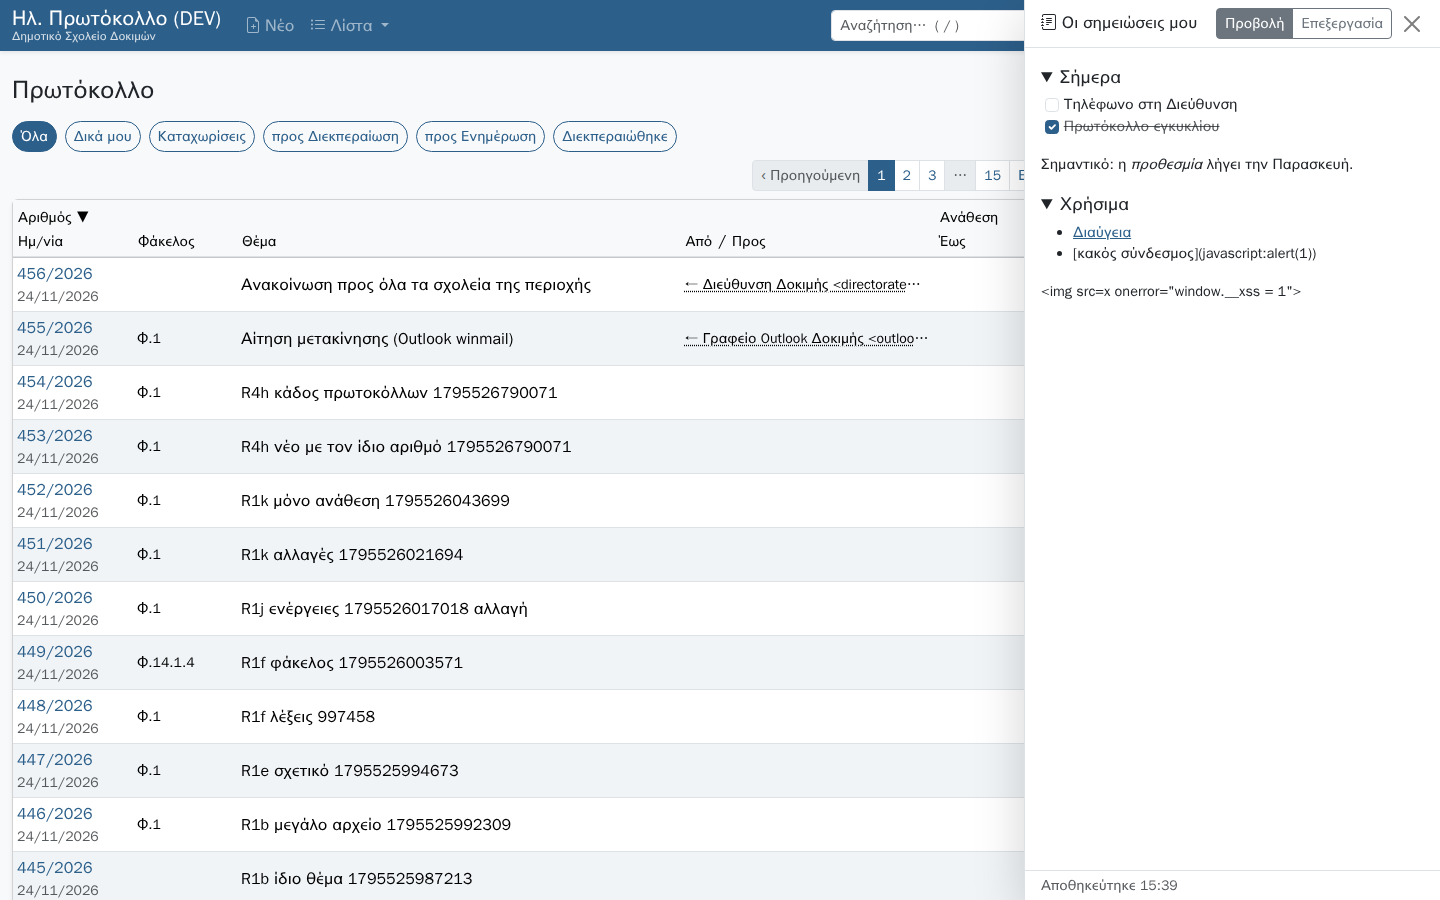 Ηλ. Πρωτόκολλο (DEV)
Δημοτικό Σχολείο Δοκιμών
Νέο
Λίστα
Αναζήτηση… ( / )
Πρωτόκολλο
Όλα
Δικά μου
Καταχωρίσεις
προς Διεκπεραίωση
προς Ενημέρωση
Διεκπεραιώθηκε
‹ Προηγούμενη 1 2 3 … 15
Αριθμός ▼
Ημ/νία
Φάκελος
Θέμα
Από / Προς
Ανάθεση
Έως
456/2026
24/11/2026
Ανακοίνωση προς όλα τα σχολεία της περιοχής
← Διεύθυνση Δοκιμής <directorate…
455/2026
24/11/2026
Φ.1
Αίτηση μετακίνησης (Outlook winmail)
← Γραφείο Outlook Δοκιμής <outloo…
454/2026
24/11/2026
Φ.1
R4h κάδος πρωτοκόλλων 1795526790071
453/2026
24/11/2026
Φ.1
R4h νέο με τον ίδιο αριθμό 1795526790071
452/2026
24/11/2026
Φ.1
R1k μόνο ανάθεση 1795526043699
451/2026
24/11/2026
Φ.1
R1k αλλαγές 1795526021694
450/2026
24/11/2026
Φ.1
R1j ενέργειες 1795526017018 αλλαγή
449/2026
24/11/2026
Φ.14.1.4
R1f φάκελος 1795526003571
448/2026
24/11/2026
Φ.1
R1f λέξεις 997458
447/2026
24/11/2026
Φ.1
R1e σχετικό 1795525994673
446/2026
24/11/2026
Φ.1
R1b μεγάλο αρχείο 1795525992309
445/2026
24/11/2026
R1b ίδιο θέμα 1795525987213
Οι σημειώσεις μου
Προβολή
Επεξεργασία
▼ Σήμερα
Τηλέφωνο στη Διεύθυνση
Πρωτόκολλο εγκυκλίου
Σημαντικό: η προθεσμία λήγει την Παρασκευή.
▼ Χρήσιμα
• Διαύγεια
• [κακός σύνδεσμος](javascript:alert(1))
<img src=x onerror="window.__xss = 1">
Αποθηκεύτηκε 15:39